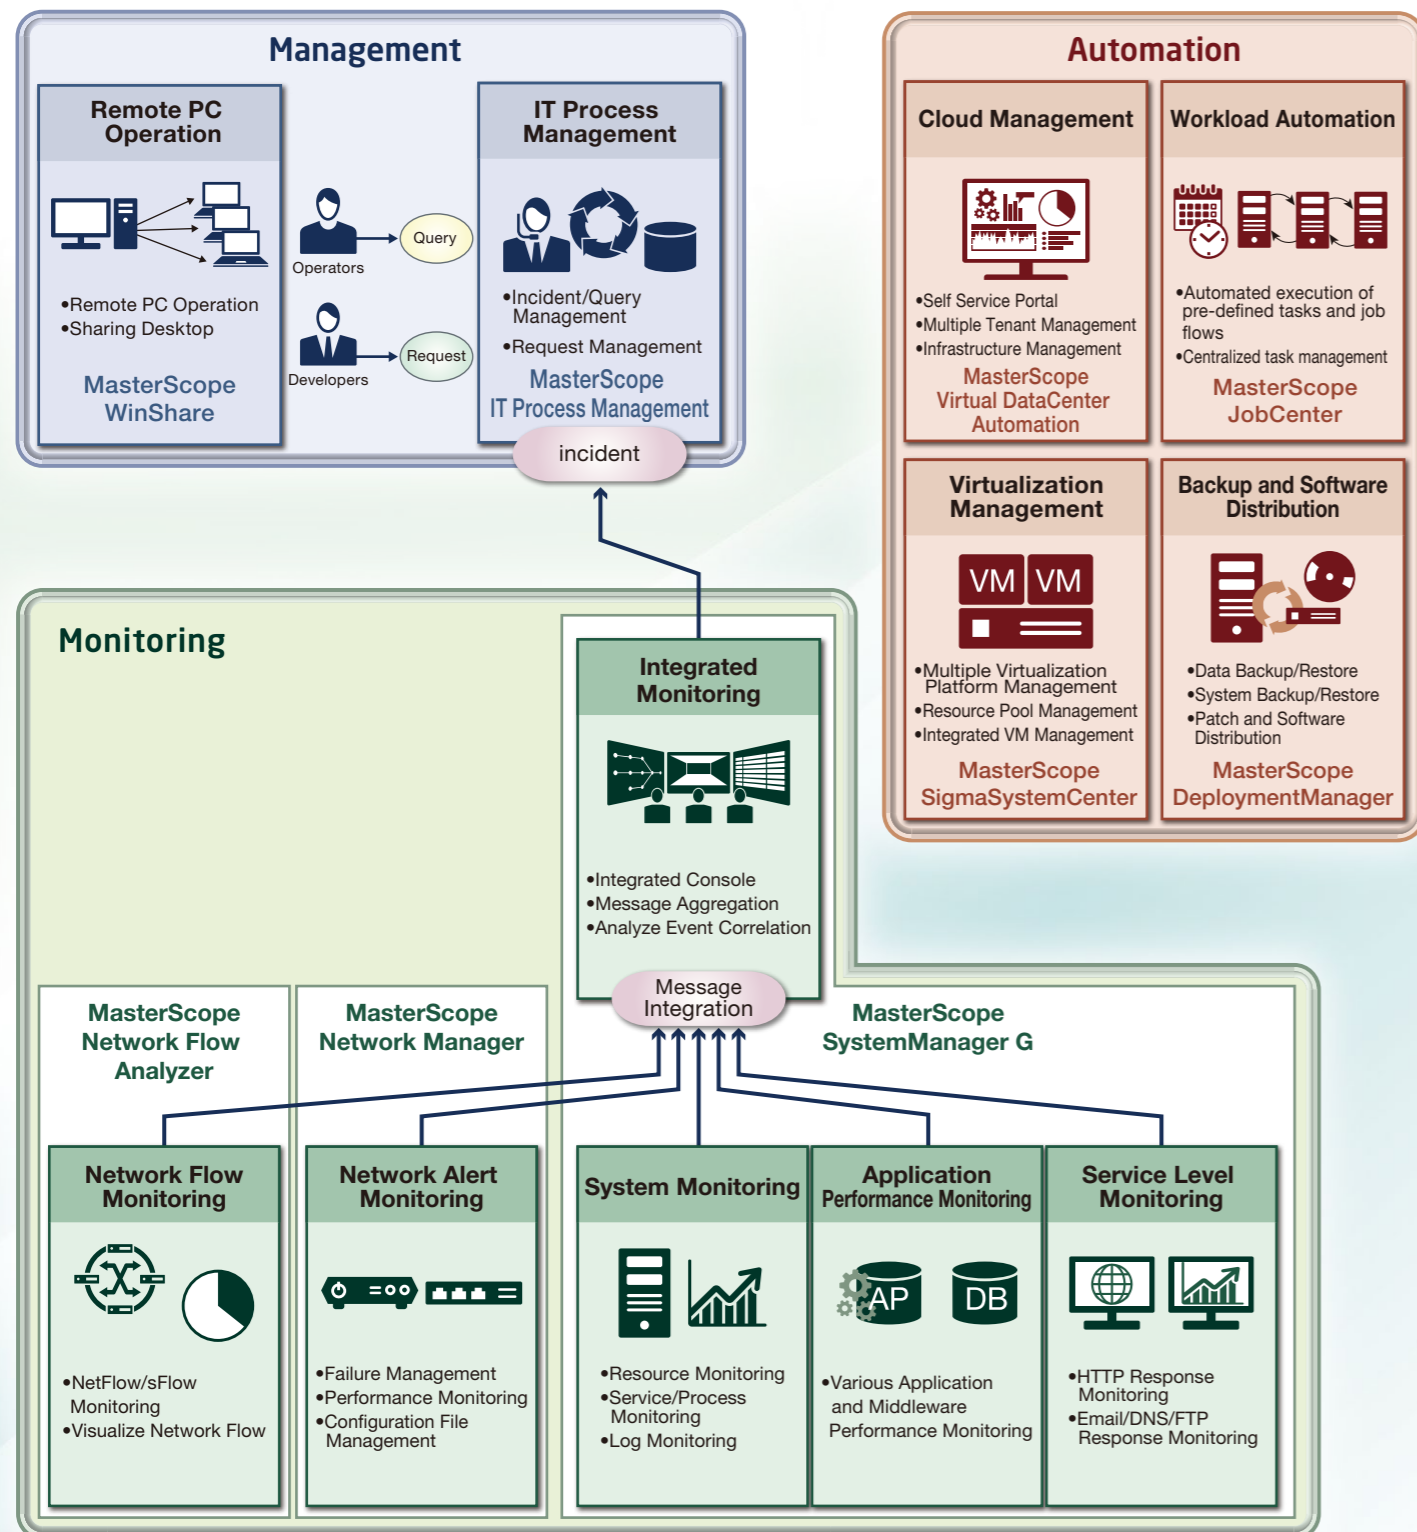 Management
Remote PC
Operation
•Remote PC Operation
•Sharing Desktop
MasterScope
WinShare
Operators
Query
Developers
Request
IT Process
Management
•Incident/Query
Management
•Request Management
MasterScope
IT Process Management
incident
Automation
Cloud Management
•Self Service Portal
•Multiple Tenant Management
•Infrastructure Management
MasterScope
Virtual DataCenter
Automation
Workload Automation
•Automated execution of
pre-defined tasks and job
flows
•Centralized task management
MasterScope
JobCenter
Virtualization
Management
VM VM
•Multiple Virtualization
Platform Management
•Resource Pool Management
•Integrated VM Management
MasterScope
SigmaSystemCenter
Backup and Software
Distribution
•Data Backup/Restore
•System Backup/Restore
•Patch and Software
Distribution
MasterScope
DeploymentManager
Monitoring
Integrated
Monitoring
•Integrated Console
•Message Aggregation
•Analyze Event Correlation
Message
Integration
MasterScope
Network Flow
Analyzer
MasterScope
Network Manager
MasterScope
SystemManager G
Network Flow
Monitoring
•NetFlow/sFlow
Monitoring
•Visualize Network Flow
Network Alert
Monitoring
•Failure Management
•Performance Monitoring
•Configuration File
Management
System Monitoring
•Resource Monitoring
•Service/Process
Monitoring
•Log Monitoring
Application
Performance Monitoring
AP DB
•Various Application
and Middleware
Performance Monitoring
Service Level
Monitoring
•HTTP Response
Monitoring
•Email/DNS/FTP
Response Monitoring